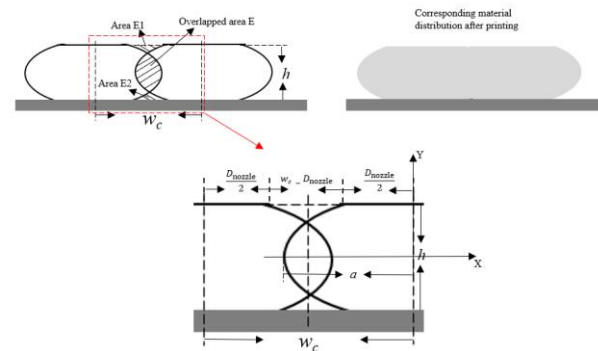 Area E1
Overlapped area E
Area E2
h
w_c
Corresponding material
distribution after printing
D_nozzle/2
w_c - D_nozzle
D_nozzle/2
Y
h
X
a
w_c